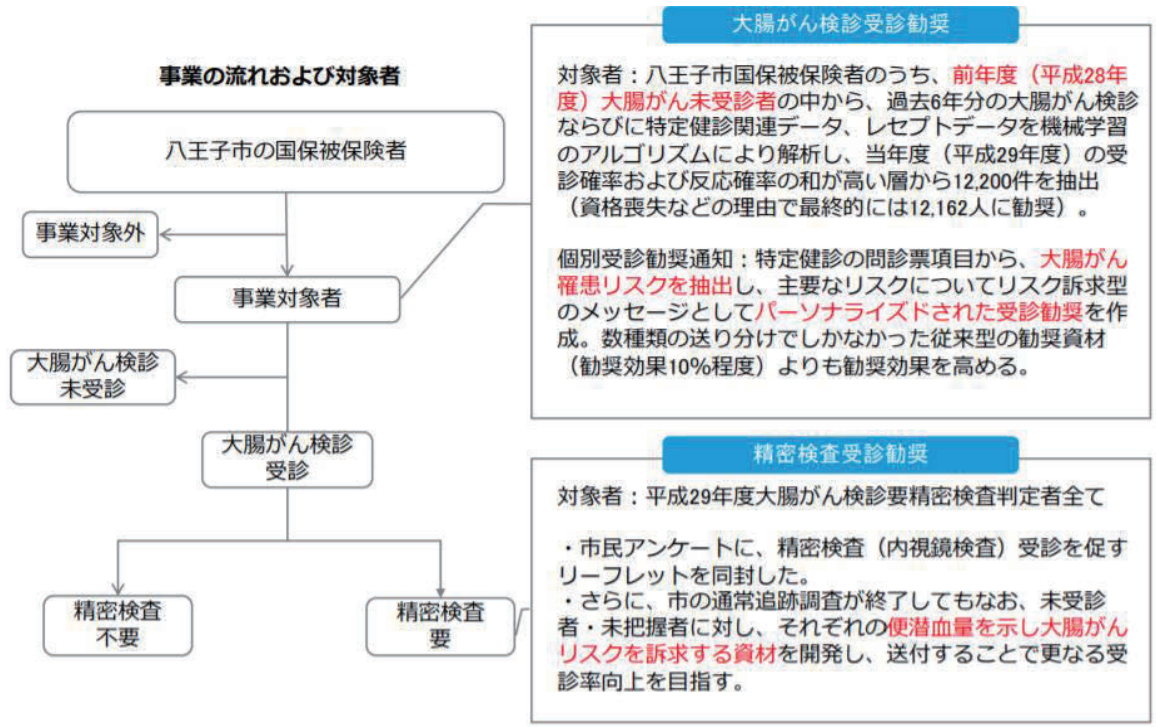 事業の流れおよび対象者
八王子市の国保被保険者
事業対象外
事業対象者
大腸がん検診
未受診
大腸がん検診
受診
精密検査
不要
精密検査
要
大腸がん検診受診勧奨
対象者：八王子市国保被保険者のうち、前年度（平成28年
度）大腸がん未受診者の中から、過去6年分の大腸がん検診
ならびに特定健診関連データ、レセプトデータを機械学習
のアルゴリズムにより解析し、当年度（平成29年度）の受
診確率および反応確率の和が高い層から12,200件を抽出
（資格喪失などの理由で最終的には12,162人に勧奨）。
個別受診勧奨通知：特定健診の問診票項目から、大腸がん
罹患リスクを抽出し、主要なリスクについてリスク訴求型
のメッセージとしてパーソナライズドされた受診勧奨を作
成。数種類の送り分けでしかなかった従来型の勧奨資材
（勧奨効果10％程度）よりも勧奨効果を高める。
精密検査受診勧奨
対象者：平成29年度大腸がん検診要精密検査判定者全て
・市民アンケートに、精密検査（内視鏡検査）受診を促す
リーフレットを同封した。
・さらに、市の通常追跡調査が終了してもなお、未受診
者・未把握者に対し、それぞれの便潜血量を示し大腸がん
リスクを訴求する資材を開発し、送付することで更なる受
診率向上を目指す。